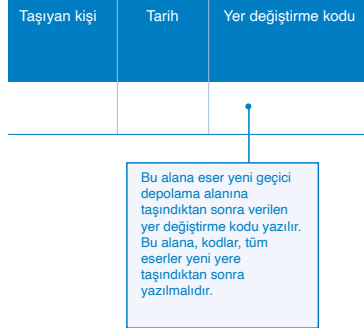 Taşıyan kişi Tarih Yer değiştirme kodu
Bu alana eser yeni geçici
depolama alanına
taşındıktan sonra verilen
yer değiştirme kodu yazılır.
Bu alana, kodlar, tüm
eserler yeni yere
taşındıktan sonra
yazılmalıdır.